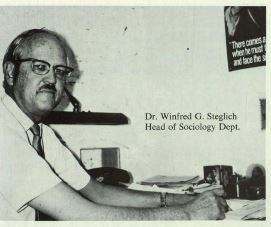 "There comes a
when he must
and face the s
Dr. Winfred G. Steglich
Head of Sociology Dept.